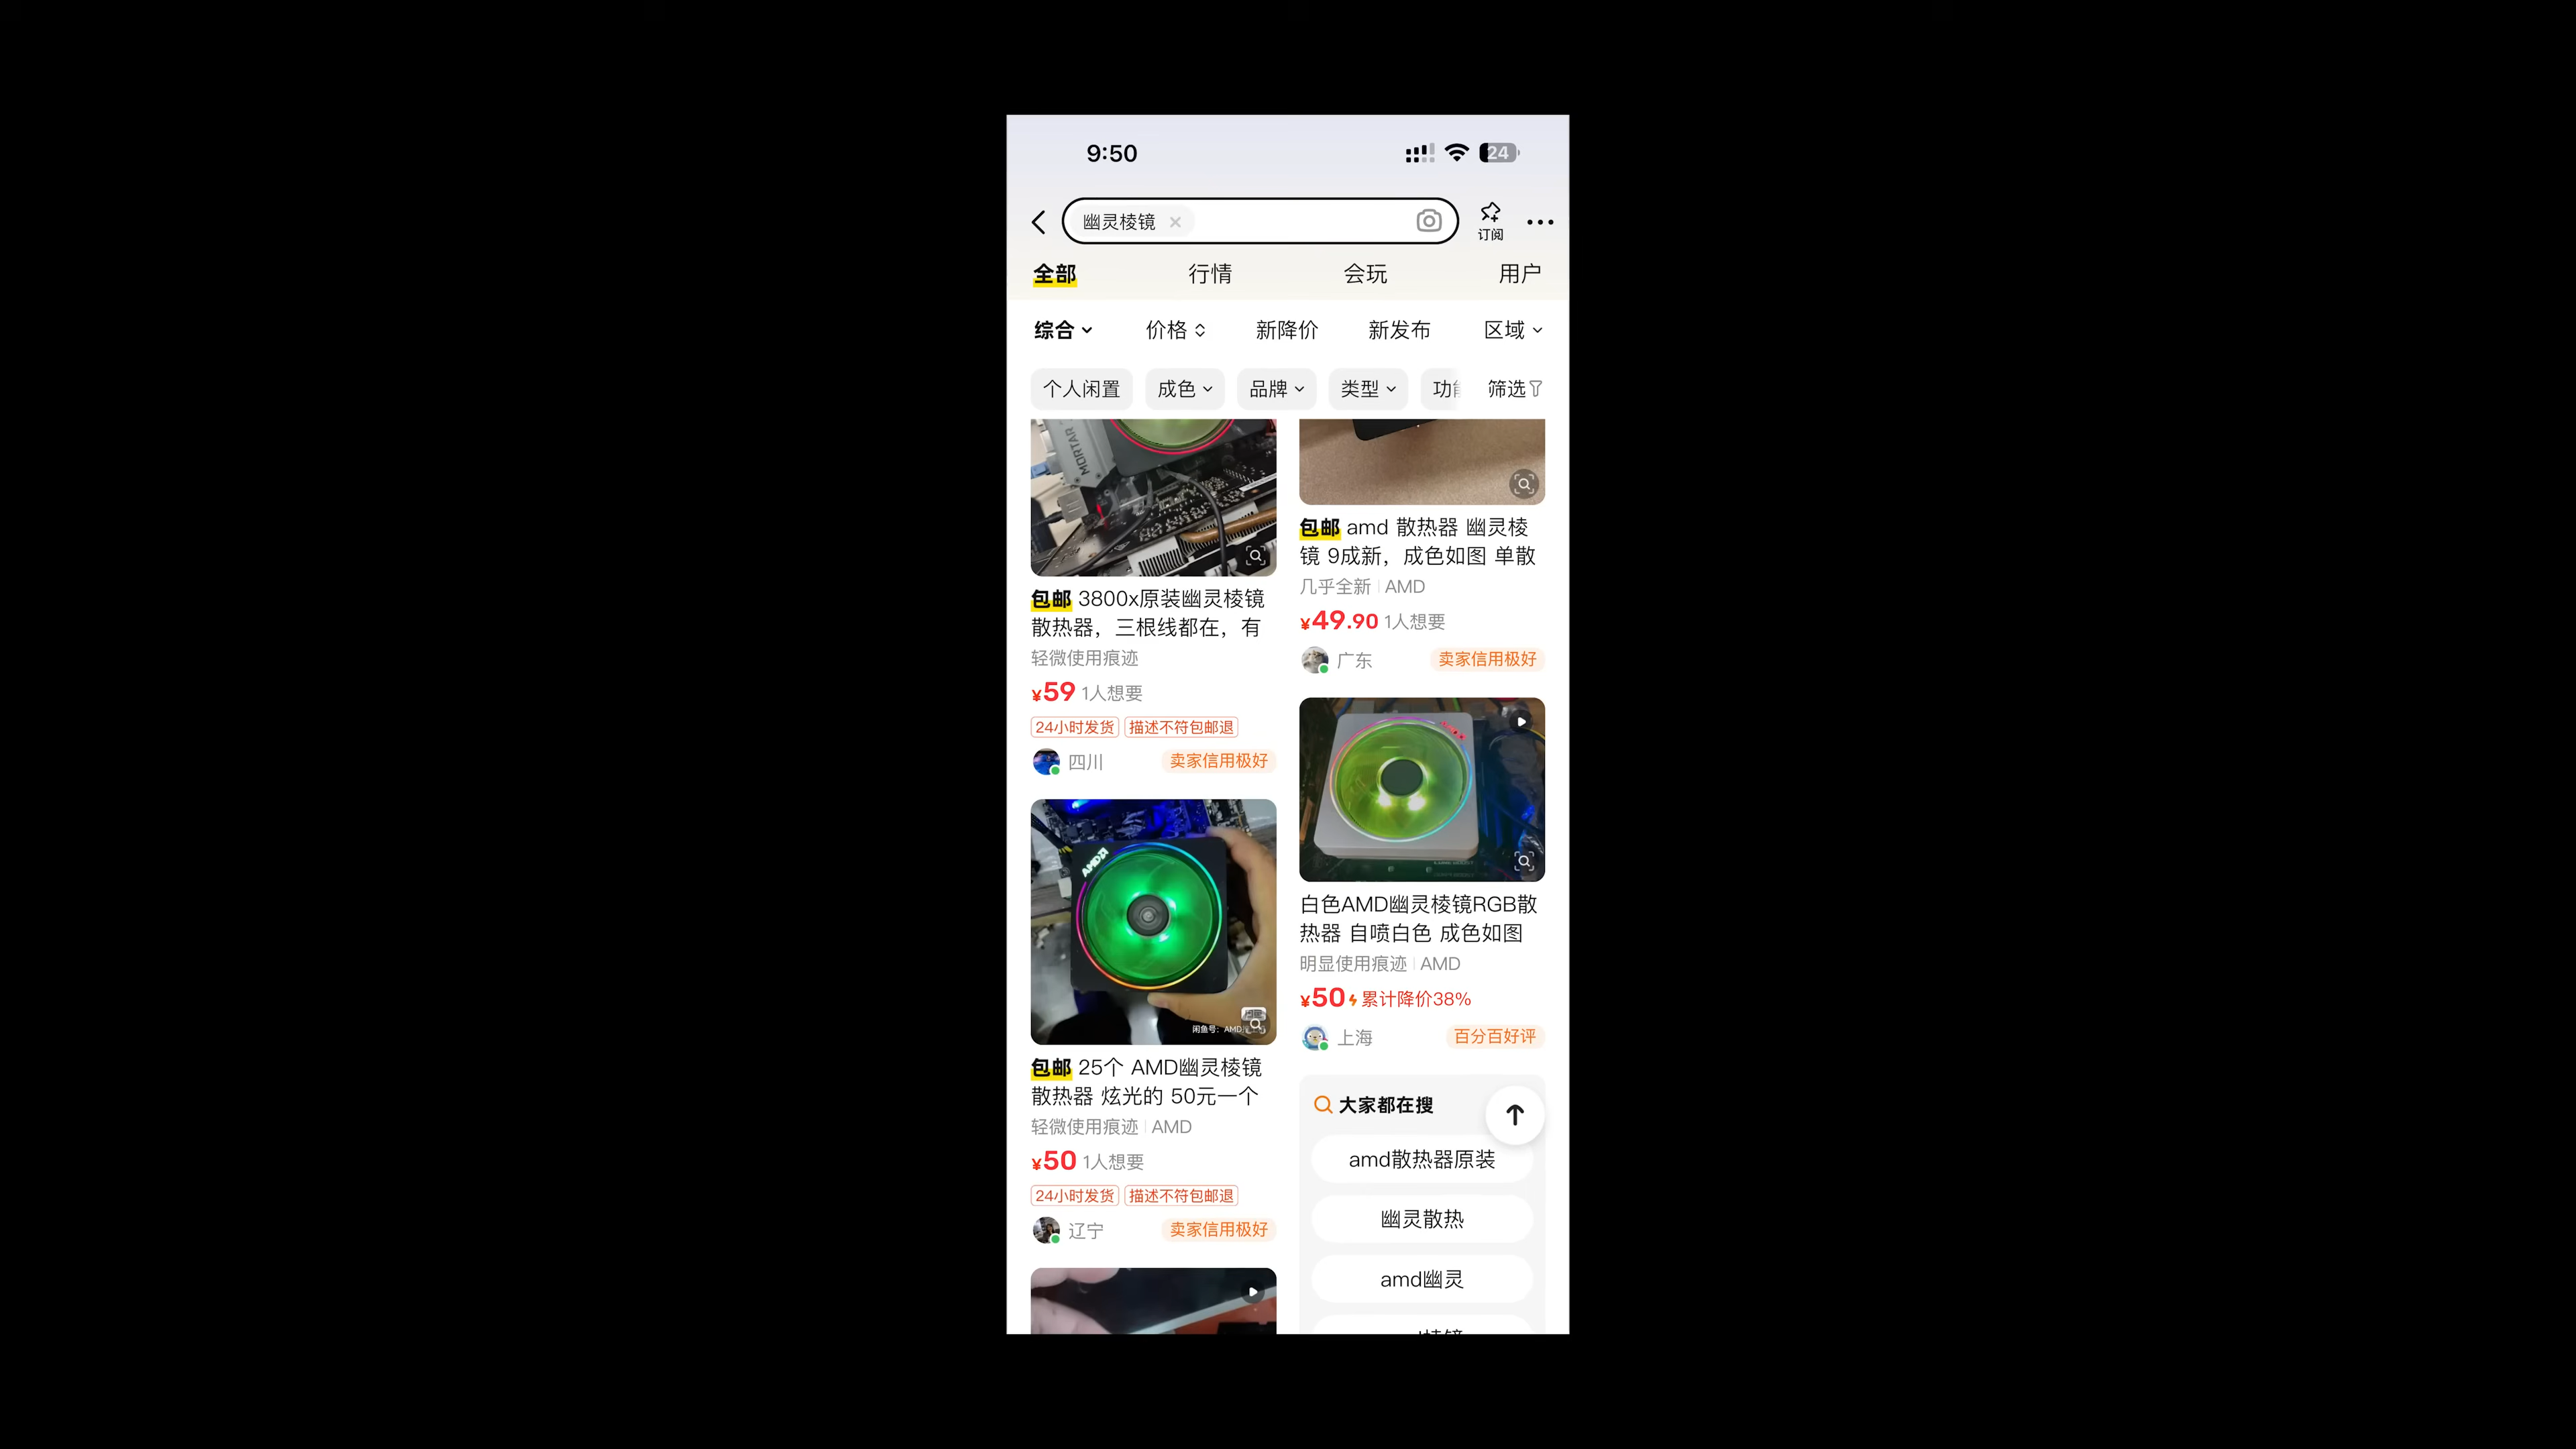 9:50
24
幽灵棱镜
订阅
全部
行情
会玩
用户
综合
价格
新降价
新发布
区域
个人闲置
成色
品牌
类型
筛选
MORTAR
包邮 3800x原装幽灵棱镜
散热器，三根线都在，有
轻微使用痕迹
¥59 1人想要
24小时发货 描述不符包邮退
四川
卖家信用极好
AMD
闲鱼号：AMD
包邮 25个 AMD幽灵棱镜
散热器 炫光的 50元一个
轻微使用痕迹 | AMD
¥50 1人想要
24小时发货 描述不符包邮退
辽宁
卖家信用极好
包邮 amd 散热器 幽灵棱
镜 9成新，成色如图 单散
几乎全新 | AMD
¥49.90 1人想要
广东
卖家信用极好
白色AMD幽灵棱镜RGB散
热器 自喷白色 成色如图
明显使用痕迹 | AMD
¥50 累计降价38%
上海
百分百好评
大家都在搜
amd散热器原装
幽灵散热
amd幽灵